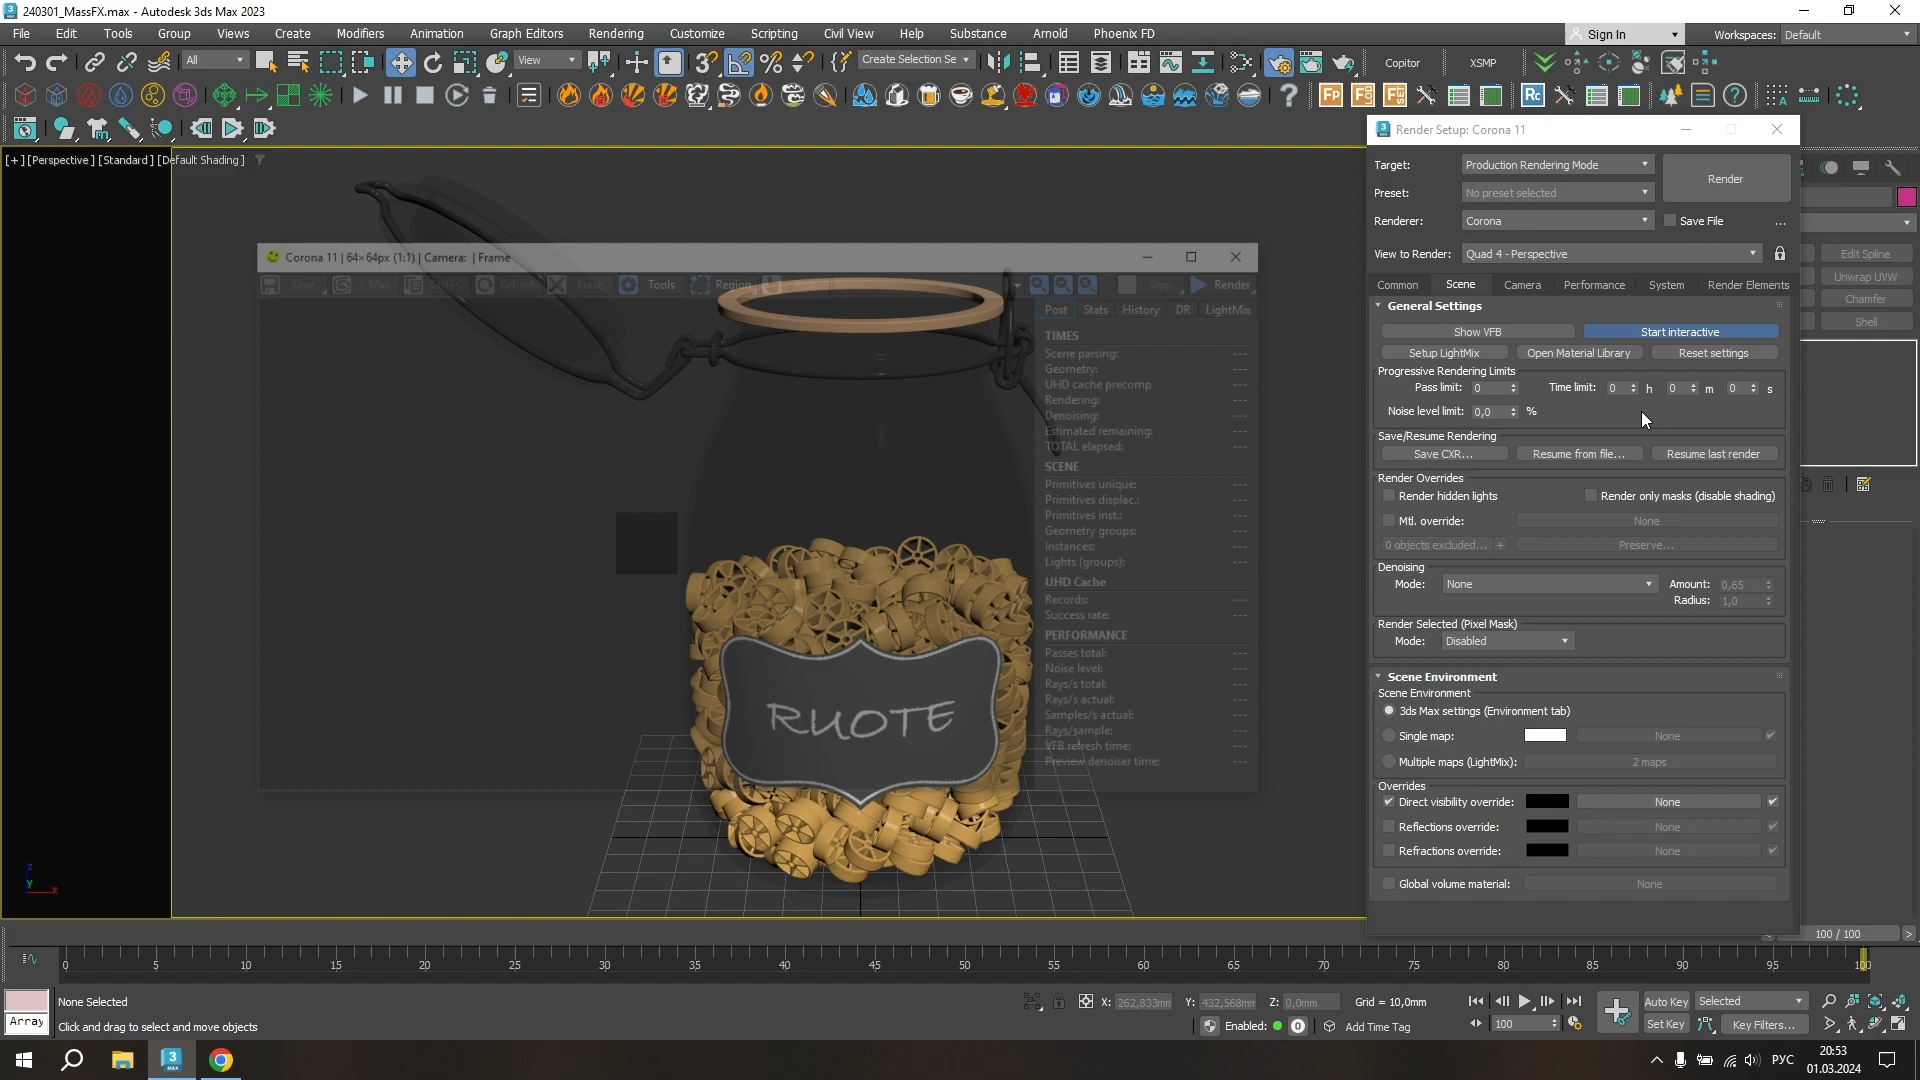 240301_MassFX.max - Autodesk 3ds Max 2023
File Edit Tools Group Views Create Modifiers Animation Graph Editors Rendering Customize Scripting Civil View Help Substance Arnold Phoenix FD
Sign In Workspaces: Default
All View Create Selection Se Copitor XSMP
[+] [Perspective] [Standard] [Default Shading]
Render Setup: Corona 11
Target: Production Rendering Mode
Render
Preset: No preset selected
Renderer: Corona Save File ...
View to Render: Quad 4 - Perspective
Common Scene Camera Performance System Render Elements
General Settings
Show VFB Start interactive
Setup LightMix Open Material Library Reset settings
Progressive Rendering Limits
Pass limit: 0 Time limit: 0 h 0 m 0 s
Noise level limit: 0,0 %
Save/Resume Rendering
Save CXR... Resume from file... Resume last render
Render Overrides
Render hidden lights Render only masks (disable shading)
Mtl. override: None
0 objects excluded... + Preserve...
Denoising
Mode: None Amount: 0,65
Radius: 1,0
Render Selected (Pixel Mask)
Mode: Disabled
Scene Environment
Scene Environment
3ds Max settings (Environment tab)
Single map: None
Multiple maps (LightMix): 2 maps
Overrides
Direct visibility override: None
Reflections override: None
Refractions override: None
Global volume material: None
Edit Spline
Unwrap UVW
Chamfer
Shell
Corona 11 | 64×64px (1:1) | Camera: | Frame
Save > Max Ctrl+C Refresh Erase Tools Region Stop Render
Post Stats History DR LightMix
TIMES
Scene parsing: ---
Geometry: ---
UHD cache precomp ---
Rendering: ---
Denoising: ---
Estimated remaining: ---
TOTAL elapsed: ---
SCENE
Primitives unique: ---
Primitives displac.: ---
Primitives inst.: ---
Geometry groups: ---
Instances: ---
Lights (groups): ---
UHD Cache
Records: ---
Success rate: ---
PERFORMANCE
Passes total: ---
Noise level: ---
Rays/s total: ---
Rays/s actual: ---
Samples/s actual: ---
Rays/sample: ---
VFB refresh time: ---
Preview denoiser time: ---
RUOTE
z
y
x
100 / 100 >
0 5 10 15 20 25 30 35 40 45 50 55 60 65 70 75 80 85 90 95 100
None Selected X: 262,833mm Y: 432,568mm Z: 0,0mm Grid = 10,0mm Auto Key Selected
Array Click and drag to select and move objects Enabled: 0 Add Time Tag 100 Set Key Key Filters...
РУС 20:53
01.03.2024